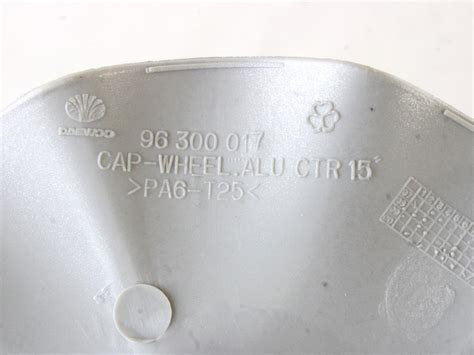 DAEWOO
96 300 017
CAP-WHEEL.ALU CTR 15"
>PA6-T25<